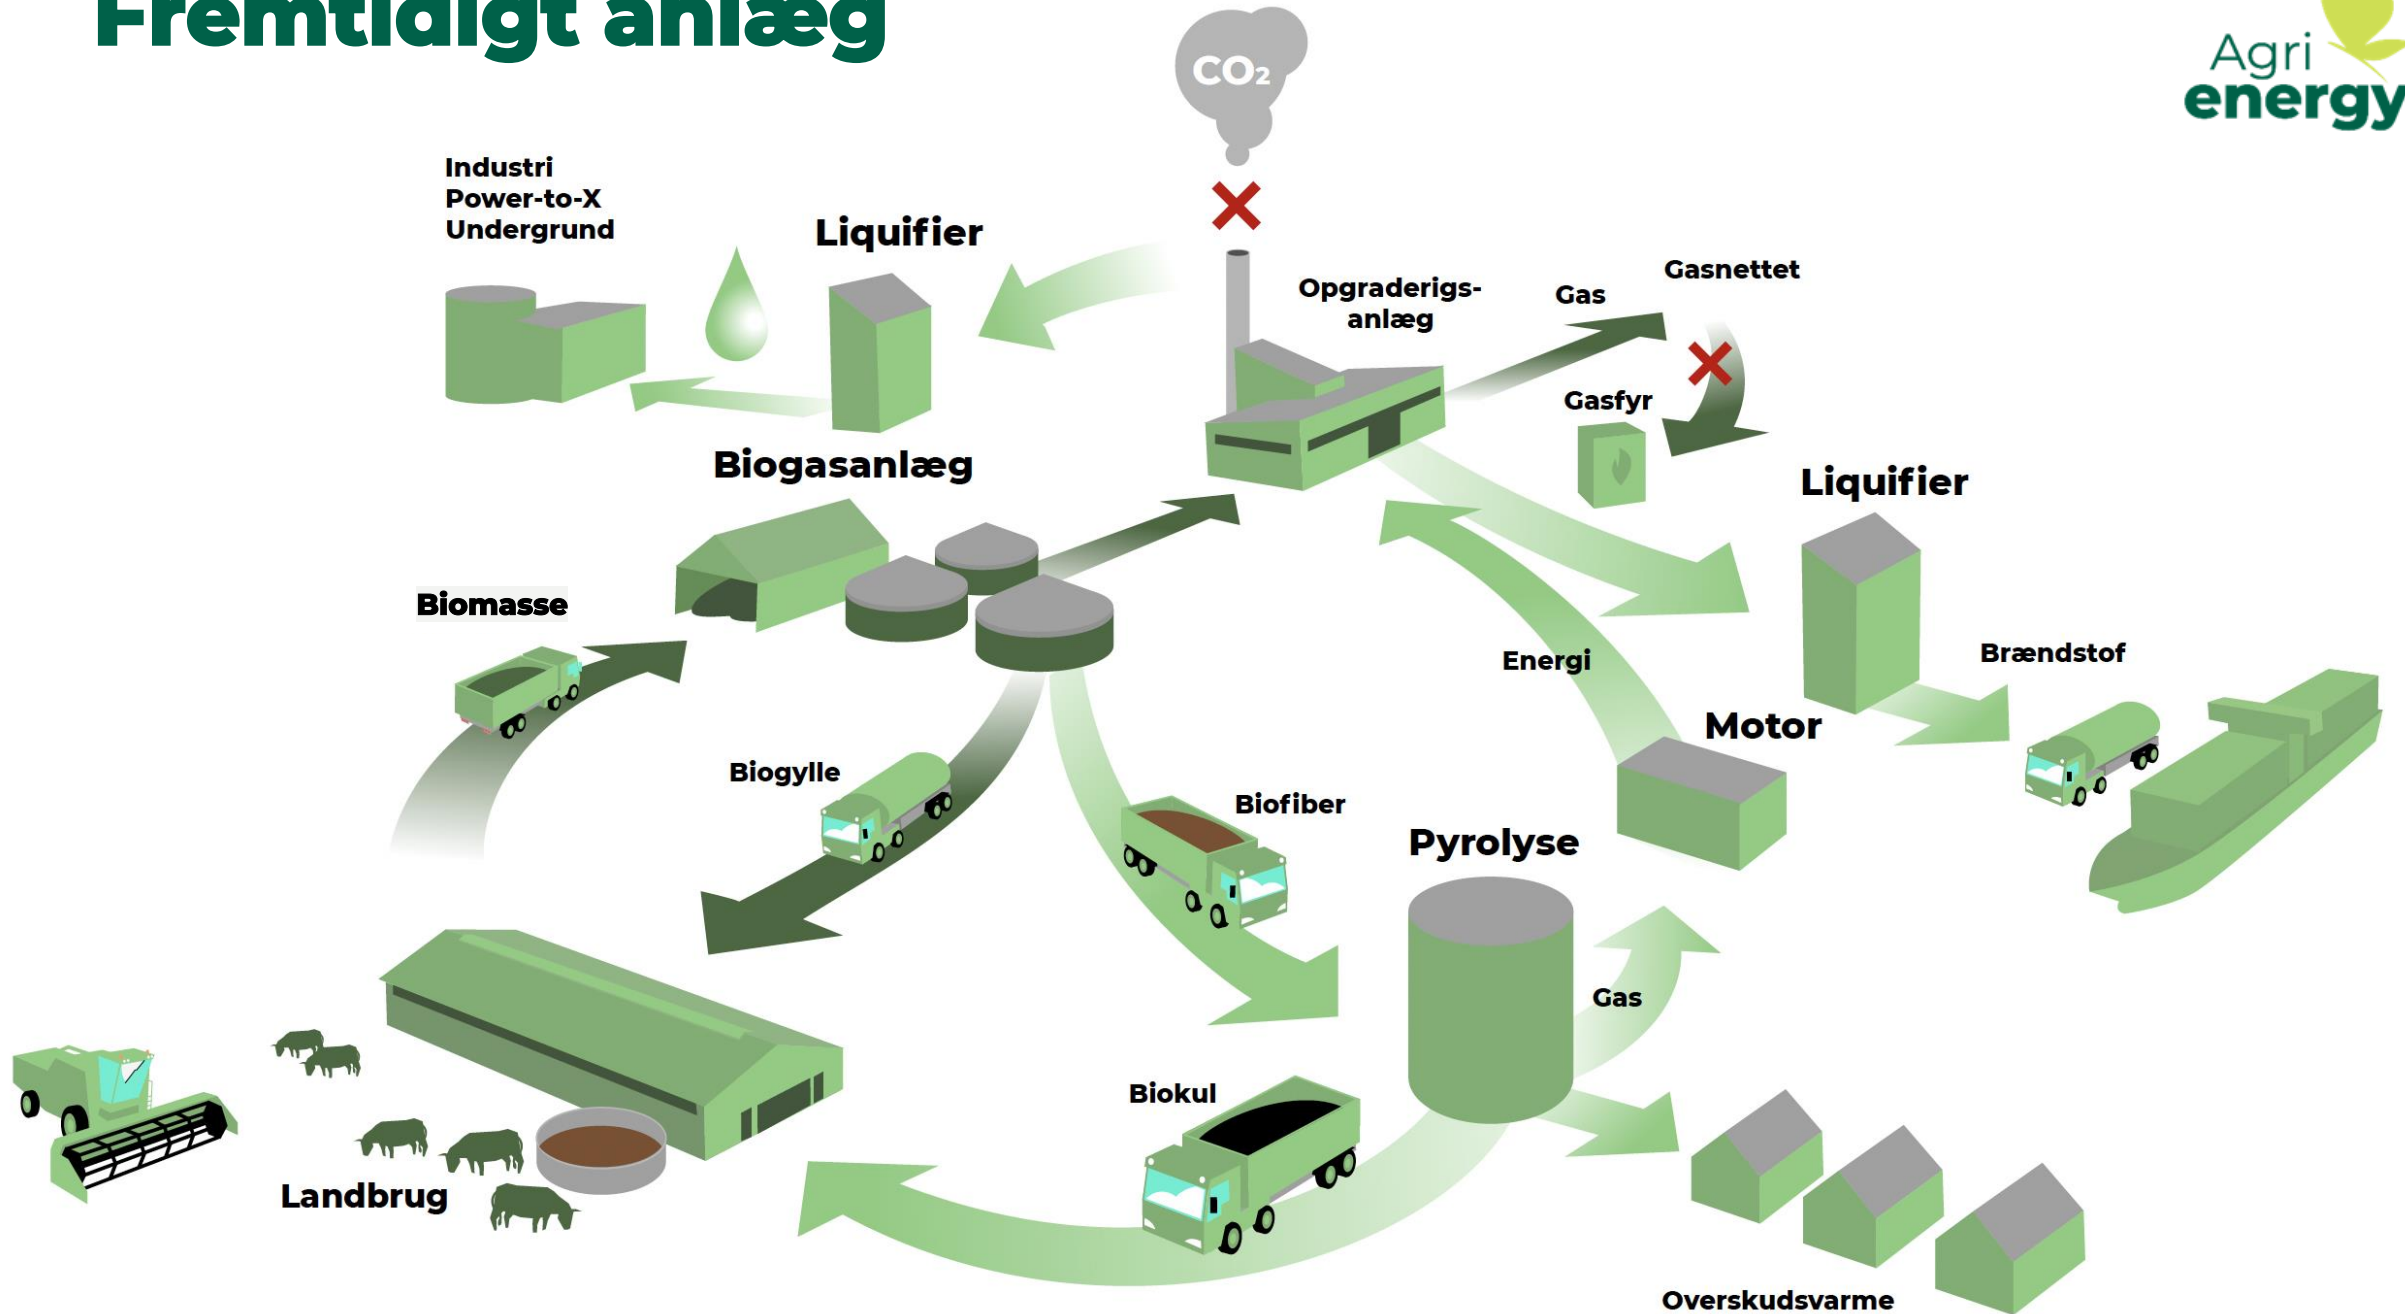 Fremtidigt anlæg
Agri
energy
CO₂
Industri
Power-to-X
Undergrund
Liquifier
Opgraderigs-
anlæg
Gas
Gasnettet
Gasfyr
Biogasanlæg
Liquifier
Biomasse
Energi
Brændstof
Motor
Biogylle
Biofiber
Pyrolyse
Gas
Biokul
Landbrug
Overskudsvarme